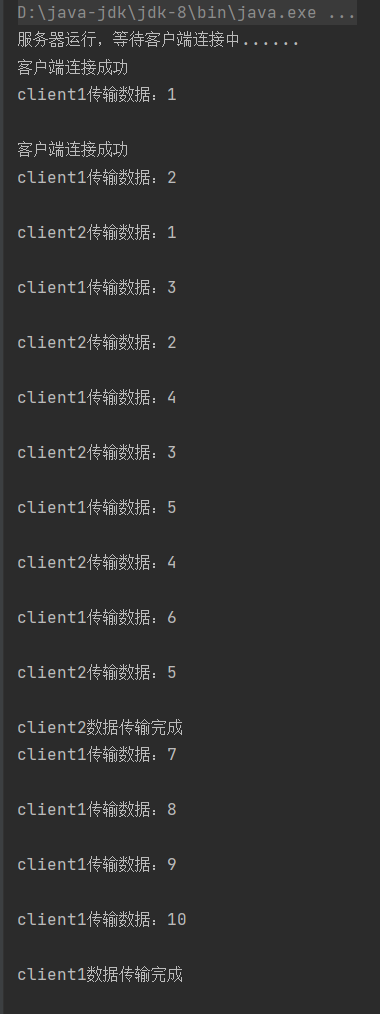 D:\java-jdk\jdk-8\bin\java.exe ...
服务器运行，等待客户端连接中......
客户端连接成功
client1传输数据：1
客户端连接成功
client1传输数据：2
client2传输数据：1
client1传输数据：3
client2传输数据：2
client1传输数据：4
client2传输数据：3
client1传输数据：5
client2传输数据：4
client1传输数据：6
client2传输数据：5
client2数据传输完成
client1传输数据：7
client1传输数据：8
client1传输数据：9
client1传输数据：10
client1数据传输完成